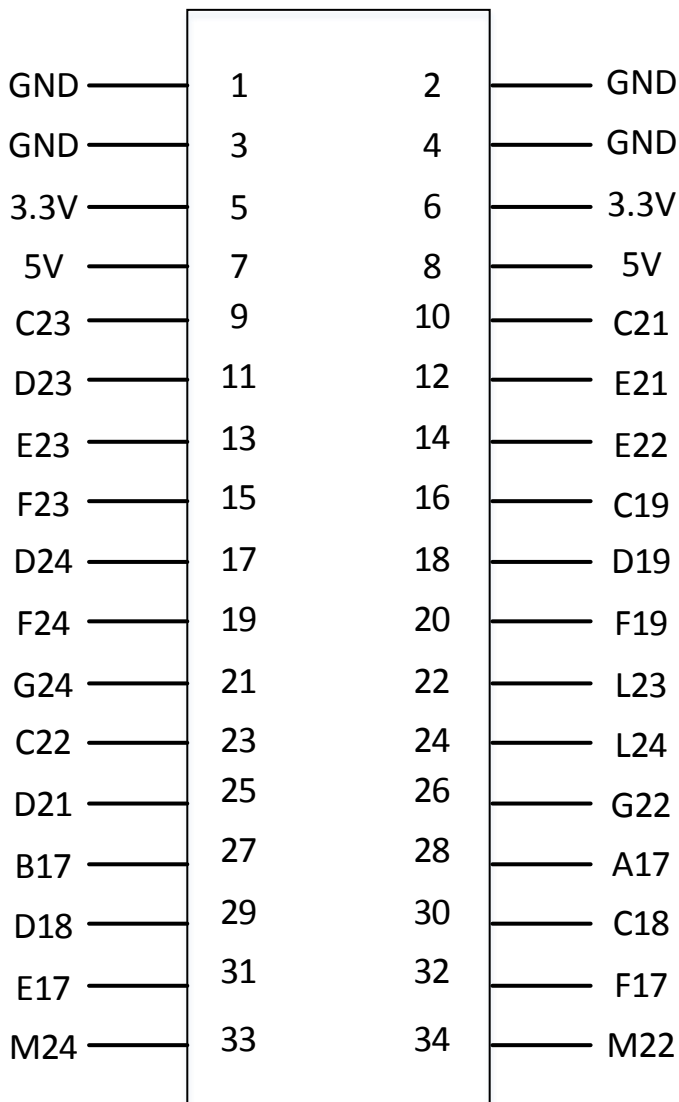 GND 1 2 GND
GND 3 4 GND
3.3V 5 6 3.3V
5V 7 8 5V
C23 9 10 C21
D23 11 12 E21
E23 13 14 E22
F23 15 16 C19
D24 17 18 D19
F24 19 20 F19
G24 21 22 L23
C22 23 24 L24
D21 25 26 G22
B17 27 28 A17
D18 29 30 C18
E17 31 32 F17
M24 33 34 M22